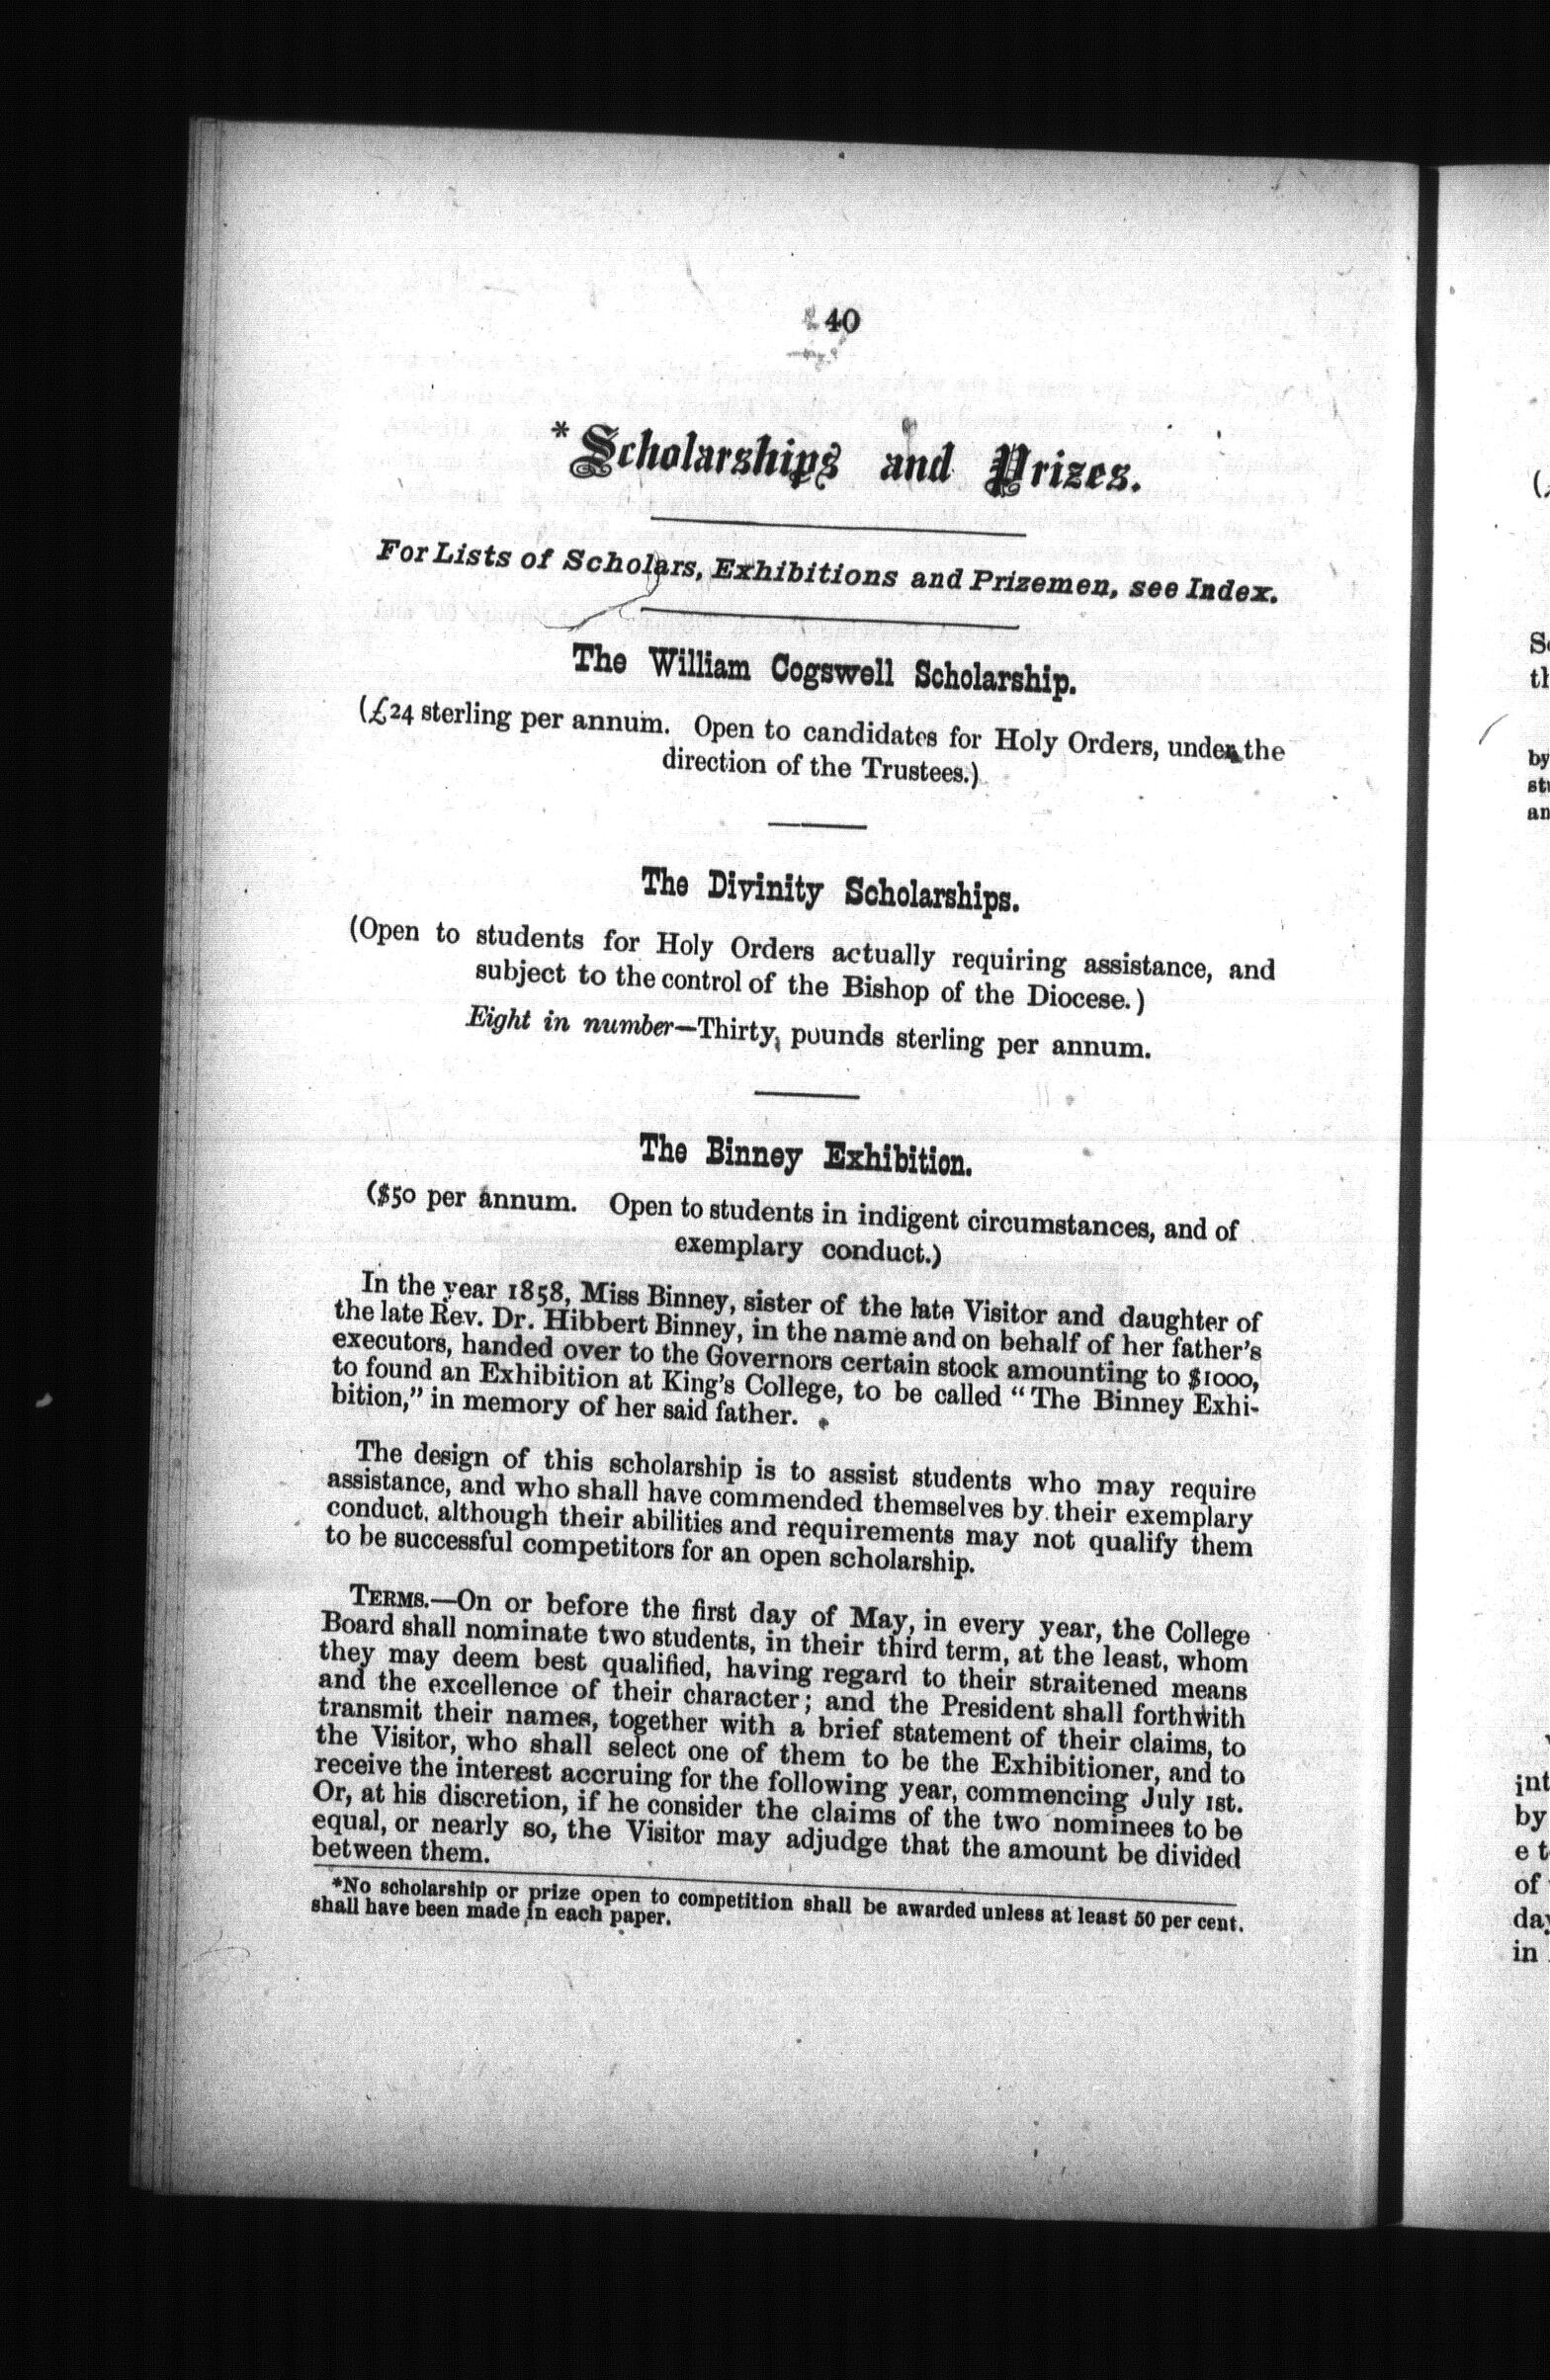 40
*Scholarships and Prizes.
For Lists of Scholars, Exhibitions and Prizemen, see Index.
The William Cogswell Scholarship.
(£24 sterling per annum. Open to candidates for Holy Orders, under the
direction of the Trustees.)
The Divinity Scholarships.
(Open to students for Holy Orders actually requiring assistance, and
subject to the control of the Bishop of the Diocese.)
Eight in number—Thirty pounds sterling per annum.
The Binney Exhibition.
($50 per annum. Open to students in indigent circumstances, and of
exemplary conduct.)
In the year 1858, Miss Binney, sister of the late Visitor and daughter of
the late Rev. Dr. Hibbert Binney, in the name and on behalf of her father's
executors, handed over to the Governors certain stock amounting to $1000,
to found an Exhibition at King's College, to be called "The Binney Exhi-
bition," in memory of her said father.
The design of this scholarship is to assist students who may require
assistance, and who shall have commended themselves by their exemplary
conduct, although their abilities and requirements may not qualify them
to be successful competitors for an open scholarship.
TERMS.—On or before the first day of May, in every year, the College
Board shall nominate two students, in their third term, at the least, whom
they may deem best qualified, having regard to their straitened means
and the excellence of their character; and the President shall forthwith
transmit their names, together with a brief statement of their claims, to
the Visitor, who shall select one of them to be the Exhibitioner, and to
receive the interest accruing for the following year, commencing July 1st.
Or, at his discretion, if he consider the claims of the two nominees to be
equal, or nearly so, the Visitor may adjudge that the amount be divided
between them.
*No scholarship or prize open to competition shall be awarded unless at least 50 per cent.
shall have been made in each paper.
by
int
by
of
in